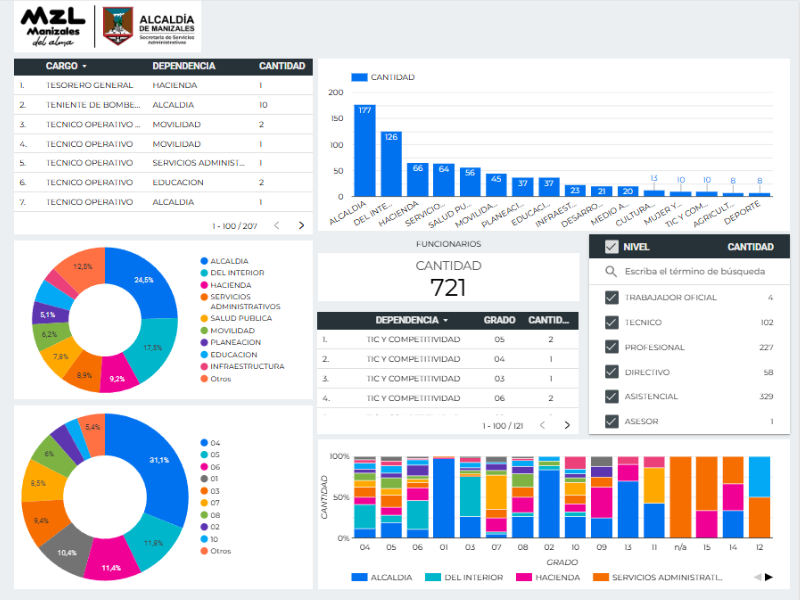 MZL
Manizales
del alma
ALCALDÍA
DE MANIZALES
Secretaría de Servicios
Administrativos
CARGO DEPENDENCIA CANTIDAD
1. TESORERO GENERAL HACIENDA 1
2. TENIENTE DE BOMBE... ALCALDIA 10
3. TECNICO OPERATIVO ... MOVILIDAD 2
4. TECNICO OPERATIVO MOVILIDAD 1
5. TECNICO OPERATIVO SERVICIOS ADMINIST... 1
6. TECNICO OPERATIVO EDUCACION 2
7. TECNICO OPERATIVO ALCALDIA 1
1 - 100 / 207
CANTIDAD
200
150
100
50
0
177 126 66 64 56 45 37 37 23 21 20 13 10 10 8 8
ALCALDIA DEL INTE... HACIENDA SERVICIO... SALUD PU... MOVILIDA... PLANEACI... EDUCACI... INFRAEST... DESARRO... MEDIO A... CULTURA... MUJER Y... TIC Y COM... AGRICULT... DEPORTE
24,5%
17,5%
9,2%
8,9%
7,8%
6,2%
5,1%
12,5%
ALCALDIA
DEL INTERIOR
HACIENDA
SERVICIOS
ADMINISTRATIVOS
SALUD PUBLICA
MOVILIDAD
PLANEACION
EDUCACION
INFRAESTRUCTURA
Otros
FUNCIONARIOS
CANTIDAD
721
DEPENDENCIA GRADO CANTID...
1. TIC Y COMPETITIVIDAD 05 2
2. TIC Y COMPETITIVIDAD 04 1
3. TIC Y COMPETITIVIDAD 03 1
4. TIC Y COMPETITIVIDAD 06 2
1 - 100 / 121
NIVEL CANTIDAD
Escriba el término de búsqueda
TRABAJADOR OFICIAL 4
TECNICO 102
PROFESIONAL 227
DIRECTIVO 58
ASISTENCIAL 329
ASESOR 1
31,1%
11,8%
11,4%
10,4%
9,4%
8,5%
6%
5,4%
04
05
06
01
03
07
08
02
10
Otros
CANTIDAD
100%
50%
0%
04 05 06 01 03 07 08 02 10 09 13 11 n/a 15 14 12
GRADO
ALCALDIA DEL INTERIOR HACIENDA SERVICIOS ADMINISTRATI...